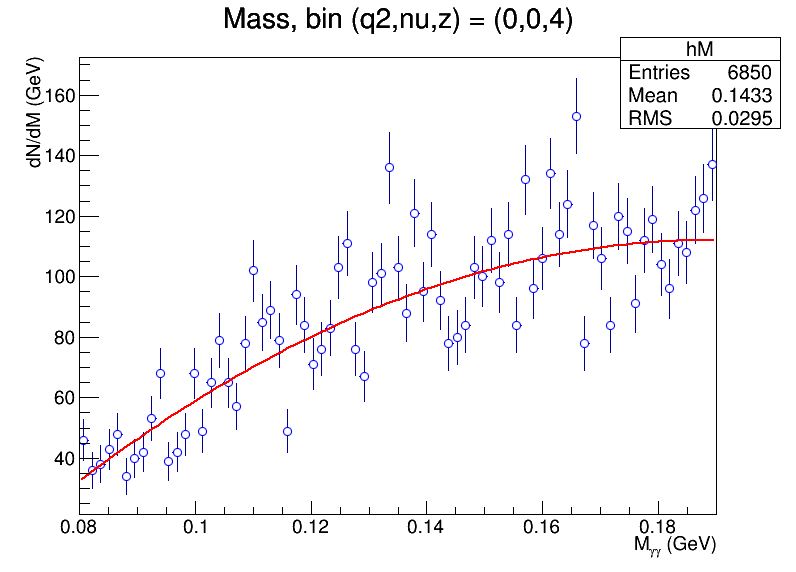 Mass, bin (q2,nu,z) = (0,0,4)
hM
Entries 6850
Mean 0.1433
RMS 0.0295
dN/dM (GeV)
160
140
120
100
80
60
40
0.08 0.1 0.12 0.14 0.16 0.18
Mγγ (GeV)